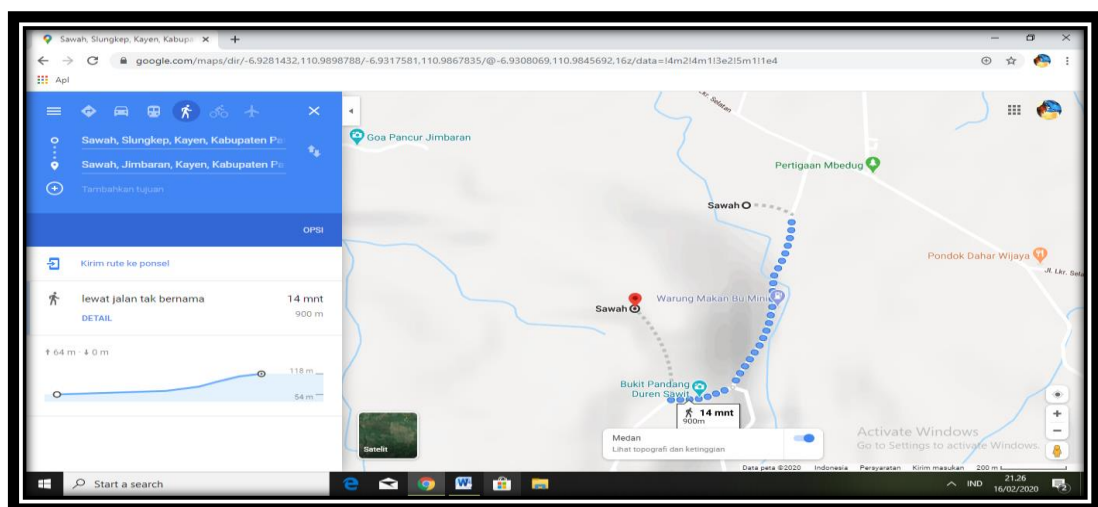 Sawah, Slungkep, Kayen, Kabupa
google.com/maps/dir/-6.9281432,110.9898788/-6.9317581,110.9867835/@-6.9308069,110.9845692,16z/data=!4m2!4m1!3e2!5m1!1e4
Apl
Sawah, Slungkep, Kayen, Kabupaten Pa
Sawah, Jimbaran, Kayen, Kabupaten Pa
Tambahkan tujuan
OPSI
Kirim rute ke ponsel
lewat jalan tak bernama 14 mnt
DETAIL 900 m
64 m · 0 m
118 m
54 m
Lkr. Selatan
Goa Pancur Jimbaran
Pertigaan Mbedug
Sawah
Pondok Dahar Wijaya
Jl. Lkr. Sela
Warung Makan Bu Mini
Sawah
Bukit Pandang
Duren Sawit
14 mnt
900m
Satelit
Medan
Lihat topografi dan ketinggian
Activate Windows
Go to Settings to activate Windows.
Data peta ©2020 Indonesia Persyaratan Kirim masukan 200 m
Start a search
IND
21.26
16/02/2020
2